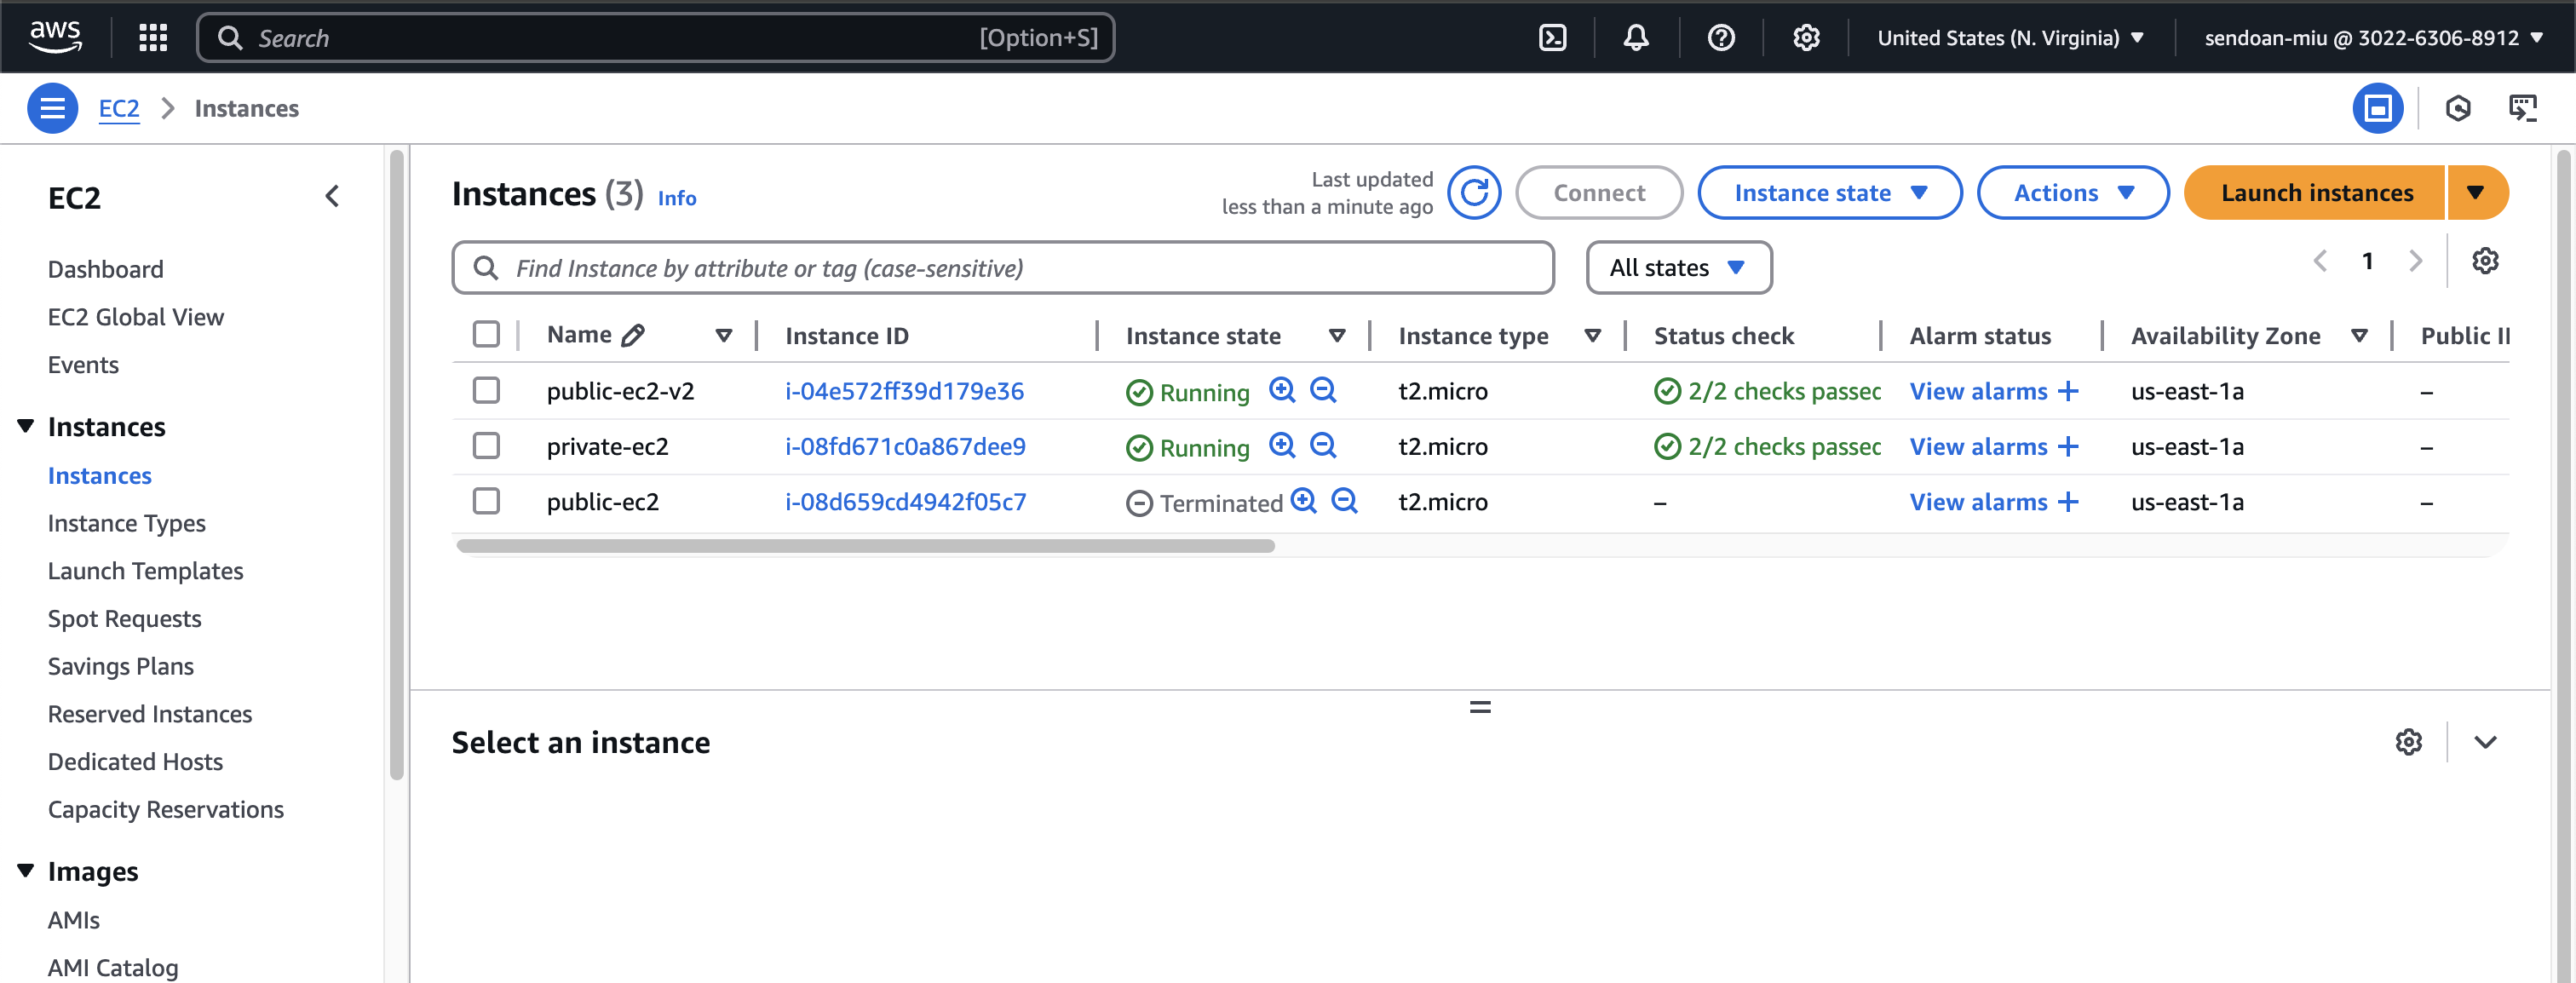 aws
Search [Option+S]
United States (N. Virginia)
sendoan-miu @ 3022-6306-8912
EC2 > Instances
EC2
Dashboard
EC2 Global View
Events
Instances
Instances
Instance Types
Launch Templates
Spot Requests
Savings Plans
Reserved Instances
Dedicated Hosts
Capacity Reservations
Images
AMIs
AMI Catalog
Instances (3) Info
Last updated
less than a minute ago
Connect
Instance state
Actions
Launch instances
Find Instance by attribute or tag (case-sensitive)
All states
1
Name Instance ID Instance state Instance type Status check Alarm status Availability Zone Public
public-ec2-v2 i-04e572ff39d179e36 Running t2.micro 2/2 checks passec View alarms + us-east-1a –
private-ec2 i-08fd671c0a867dee9 Running t2.micro 2/2 checks passec View alarms + us-east-1a –
public-ec2 i-08d659cd4942f05c7 Terminated t2.micro – View alarms + us-east-1a –
Select an instance